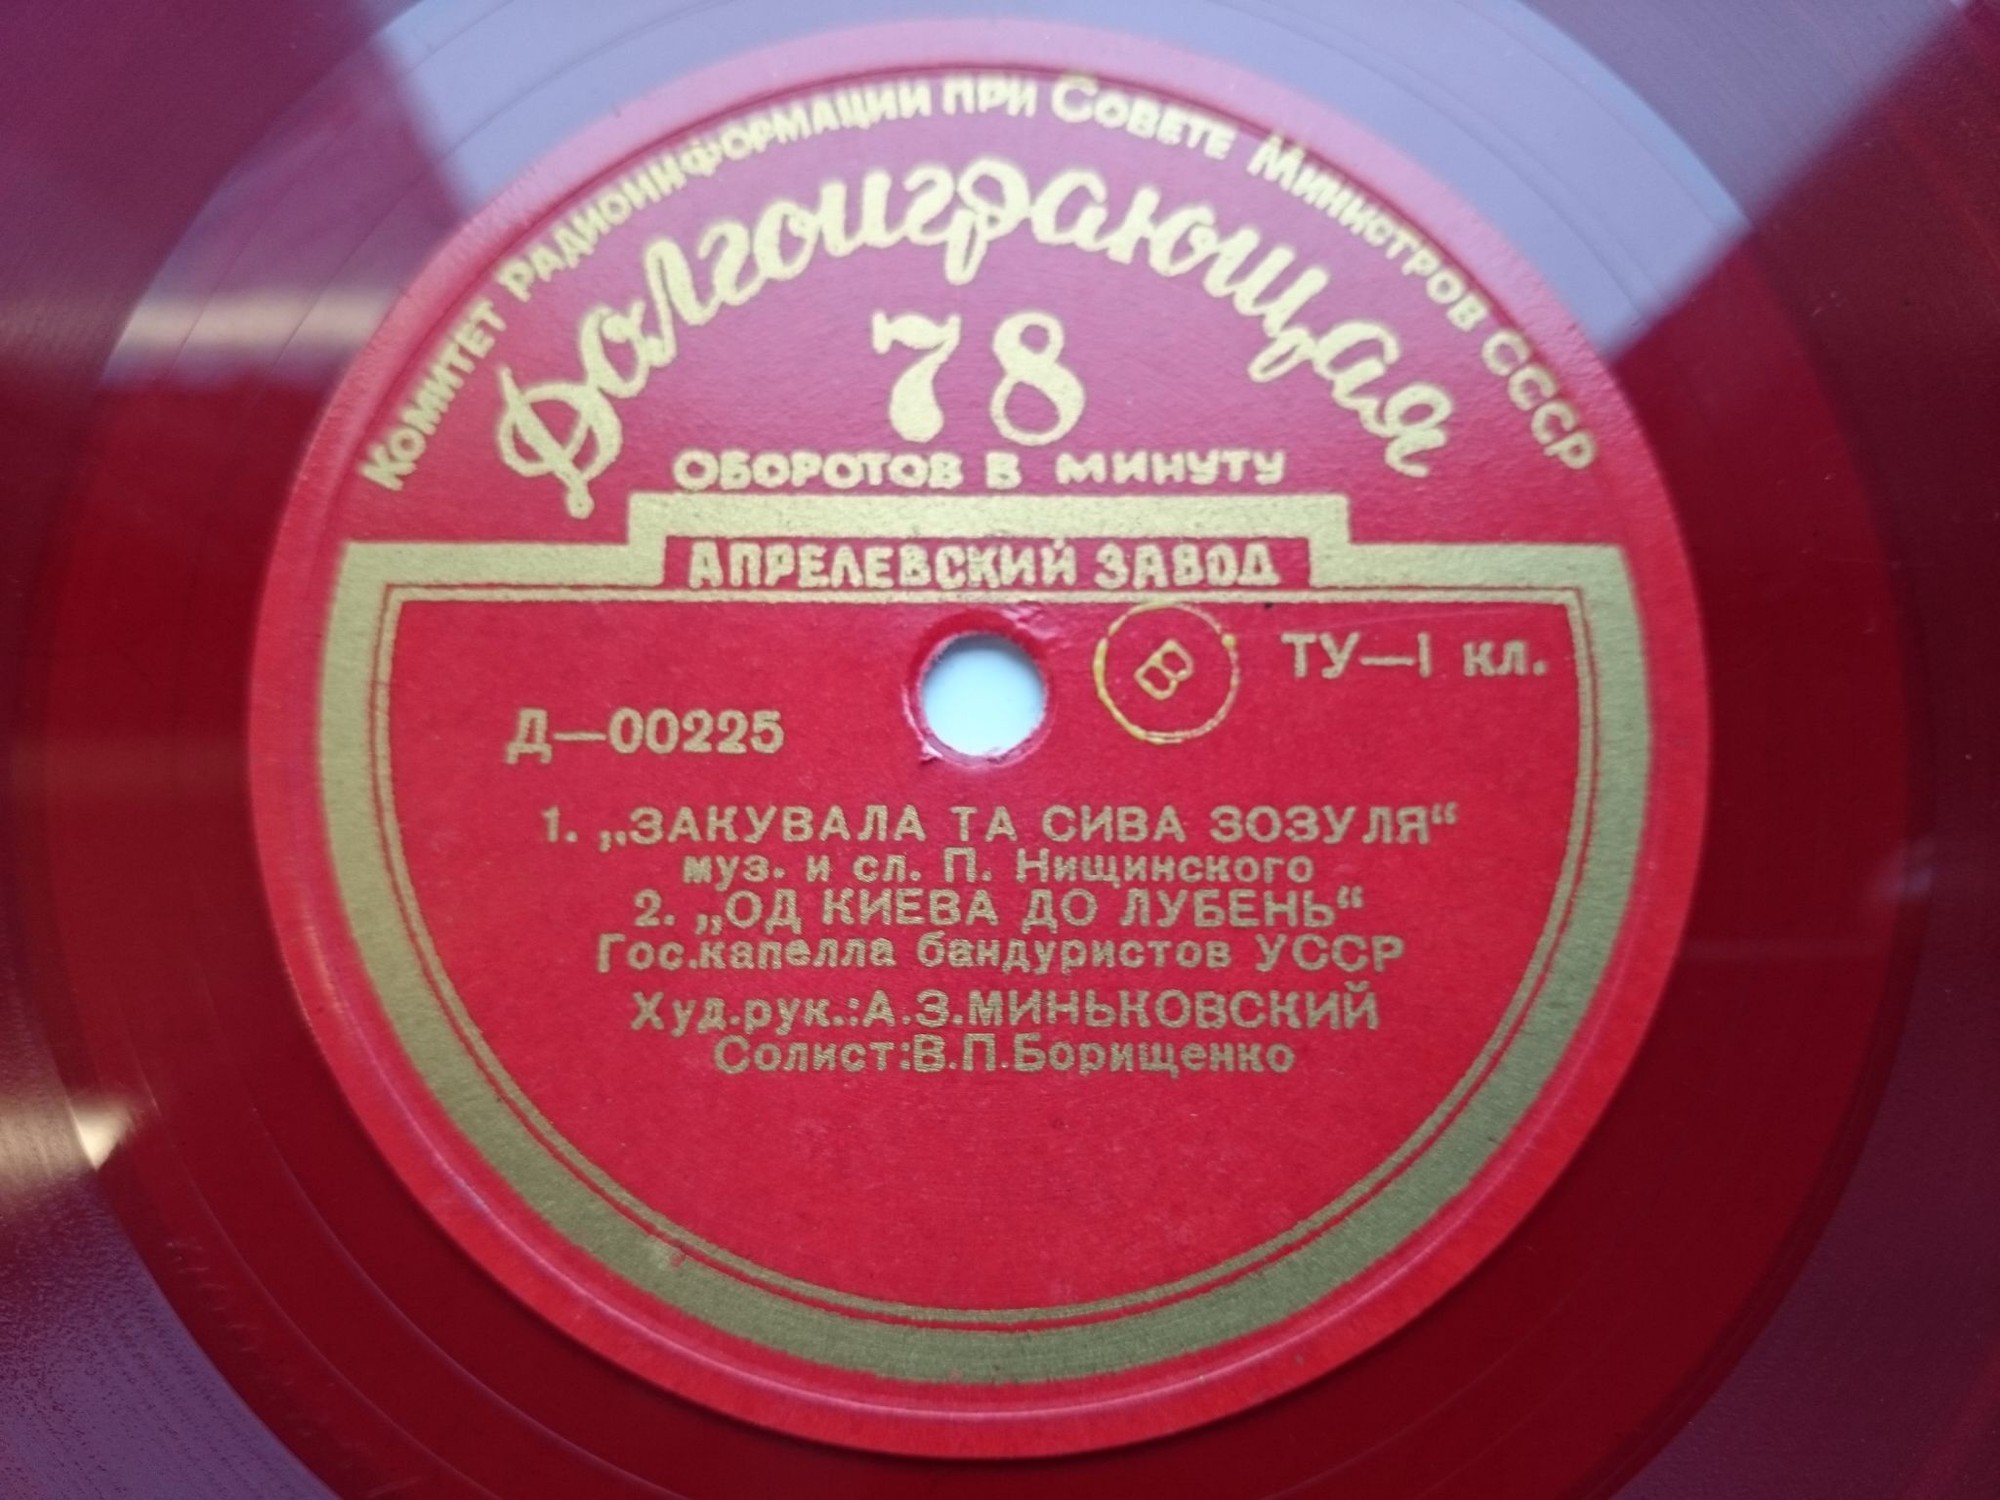 Комитет радиоинформации при Совете Министров СССР
Долгоиграющая
78
ОБОРОТОВ В МИНУТУ
АПРЕЛЕВСКИЙ ЗАВОД
В
ТУ—I кл.
Д—00225
1. „ЗАКУВАЛА ТА СИВА ЗОЗУЛЯ“
муз. и сл. П. Нищинского
2. „ОД КИЕВА ДО ЛУБЕНЬ“
Гос.капелла бандуристов УССР
Худ.рук.:А.З.МИНЬКОВСКИЙ
Солист:В.П.Борищенко